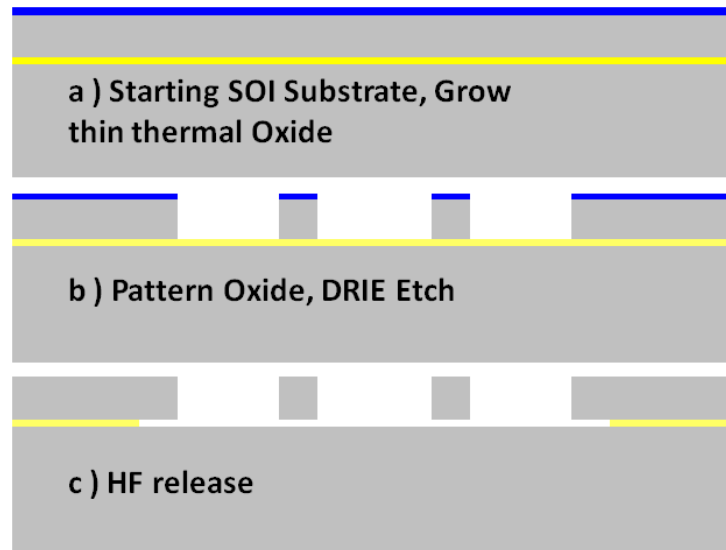 a ) Starting SOI Substrate, Grow
thin thermal Oxide
b ) Pattern Oxide, DRIE Etch
c ) HF release